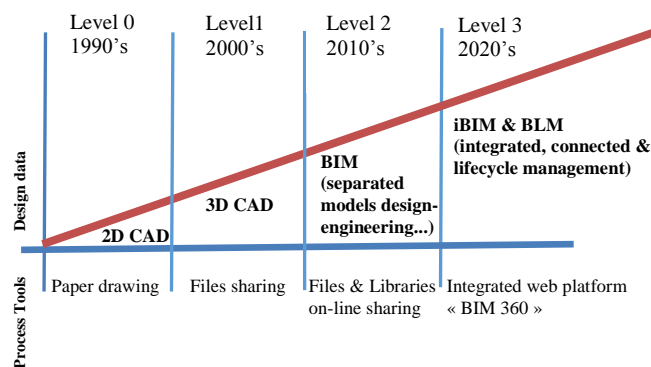 Level 0
1990's
Level1
2000's
Level 2
2010's
Level 3
2020's
Design data
2D CAD
3D CAD
BIM
(separated
models design-
engineering...)
iBIM & BLM
(integrated, connected &
lifecycle management)
Process Tools
Paper drawing
Files sharing
Files & Libraries
on-line sharing
Integrated web platform
« BIM 360 »